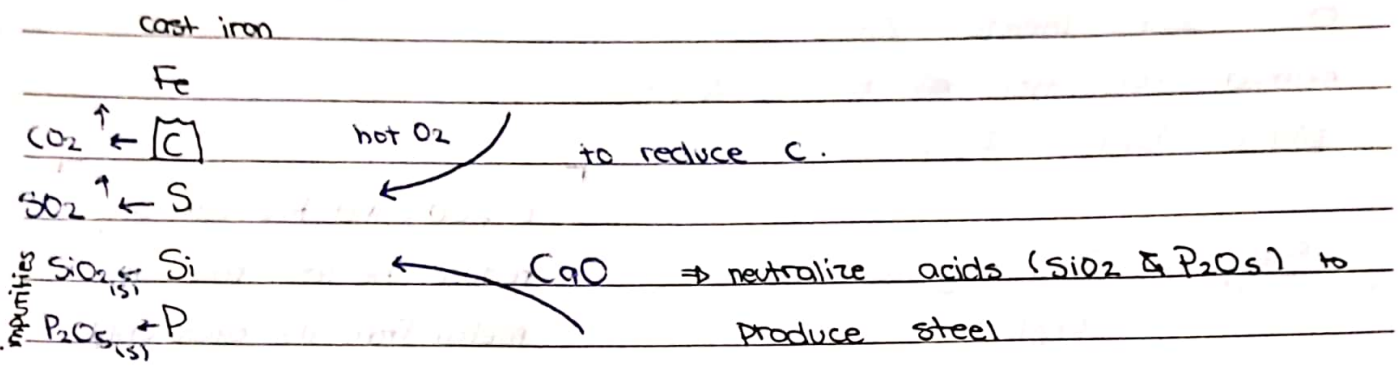 cast iron
Fe
CO2 ↑ ← C hot O2 to reduce C.
SO2 ↑ ← S
SiO2(s) ← Si CaO ⇒ neutralize acids (SiO2 & P2O5) to
P2O5(s) ← P produce steel
impurities